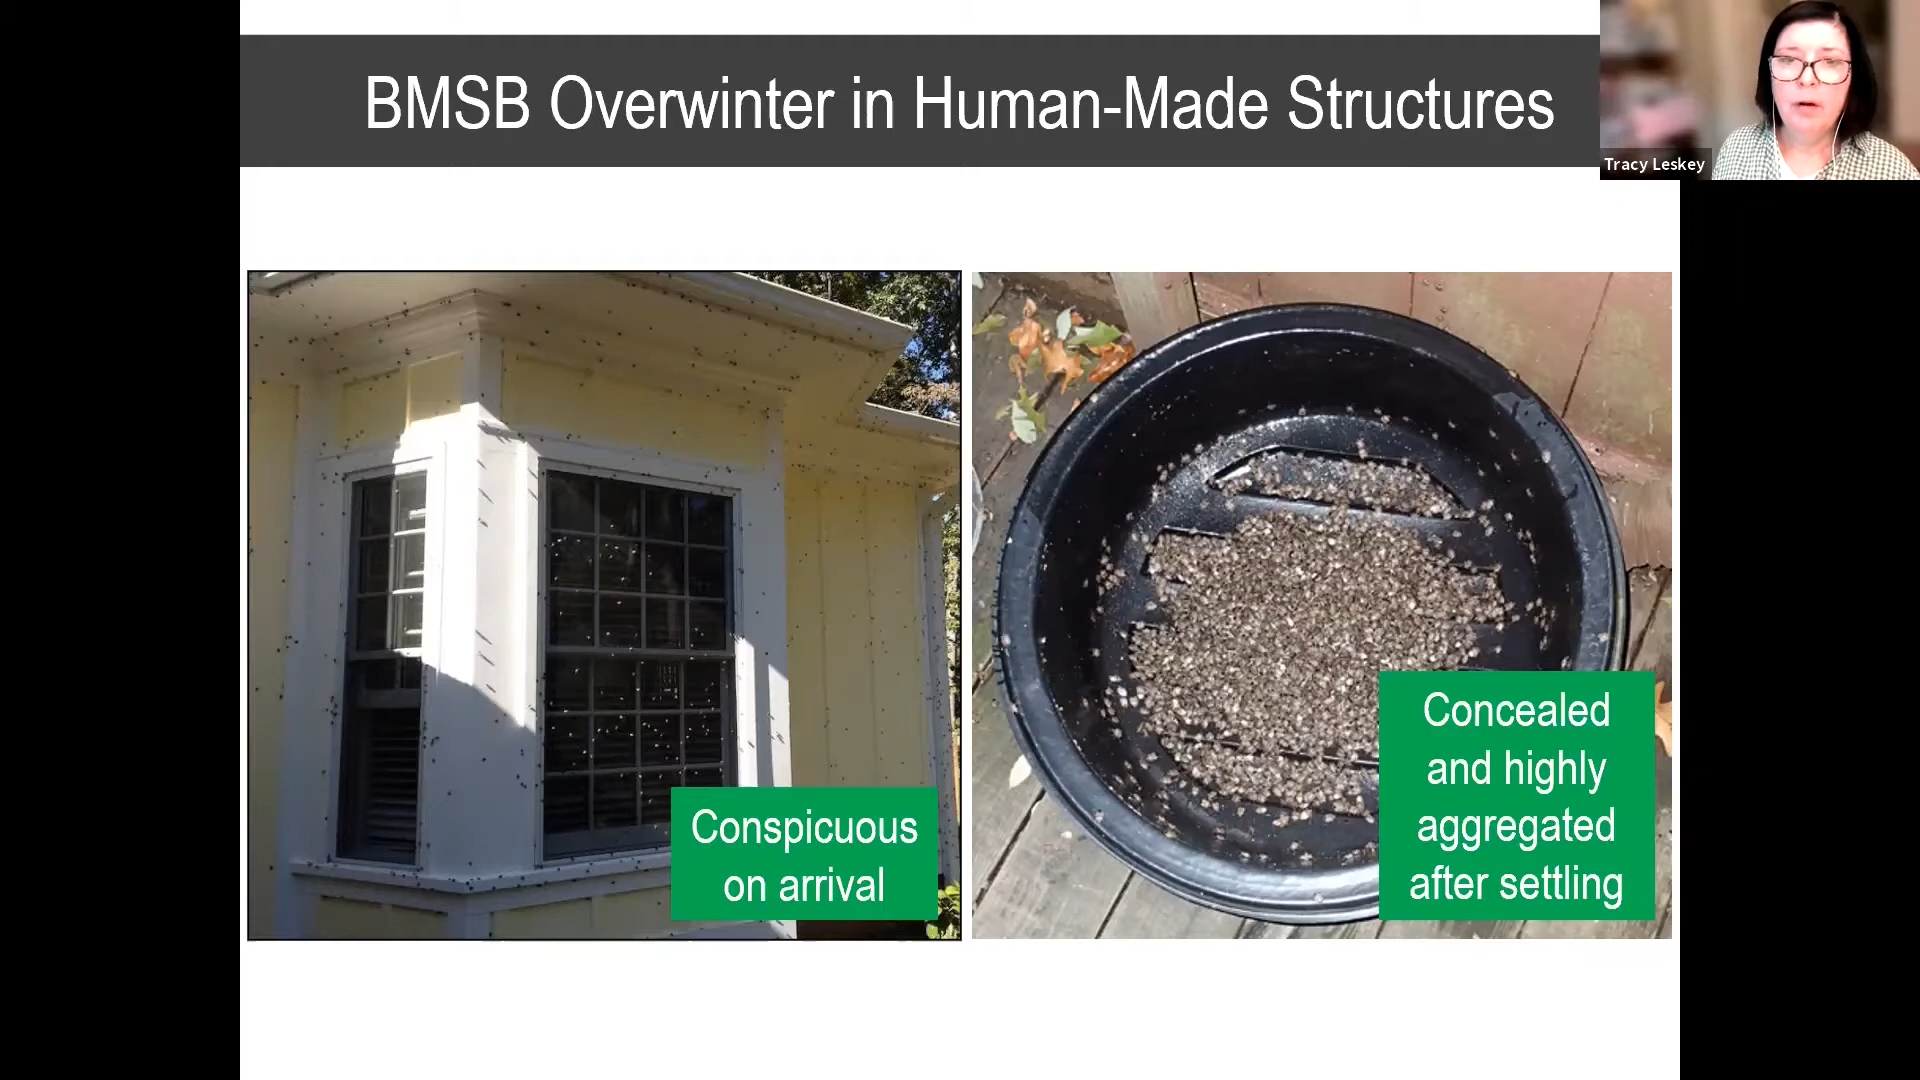 BMSB Overwinter in Human-Made Structures
Tracy Leskey
Conspicuous
on arrival
Concealed
and highly
aggregated
after settling